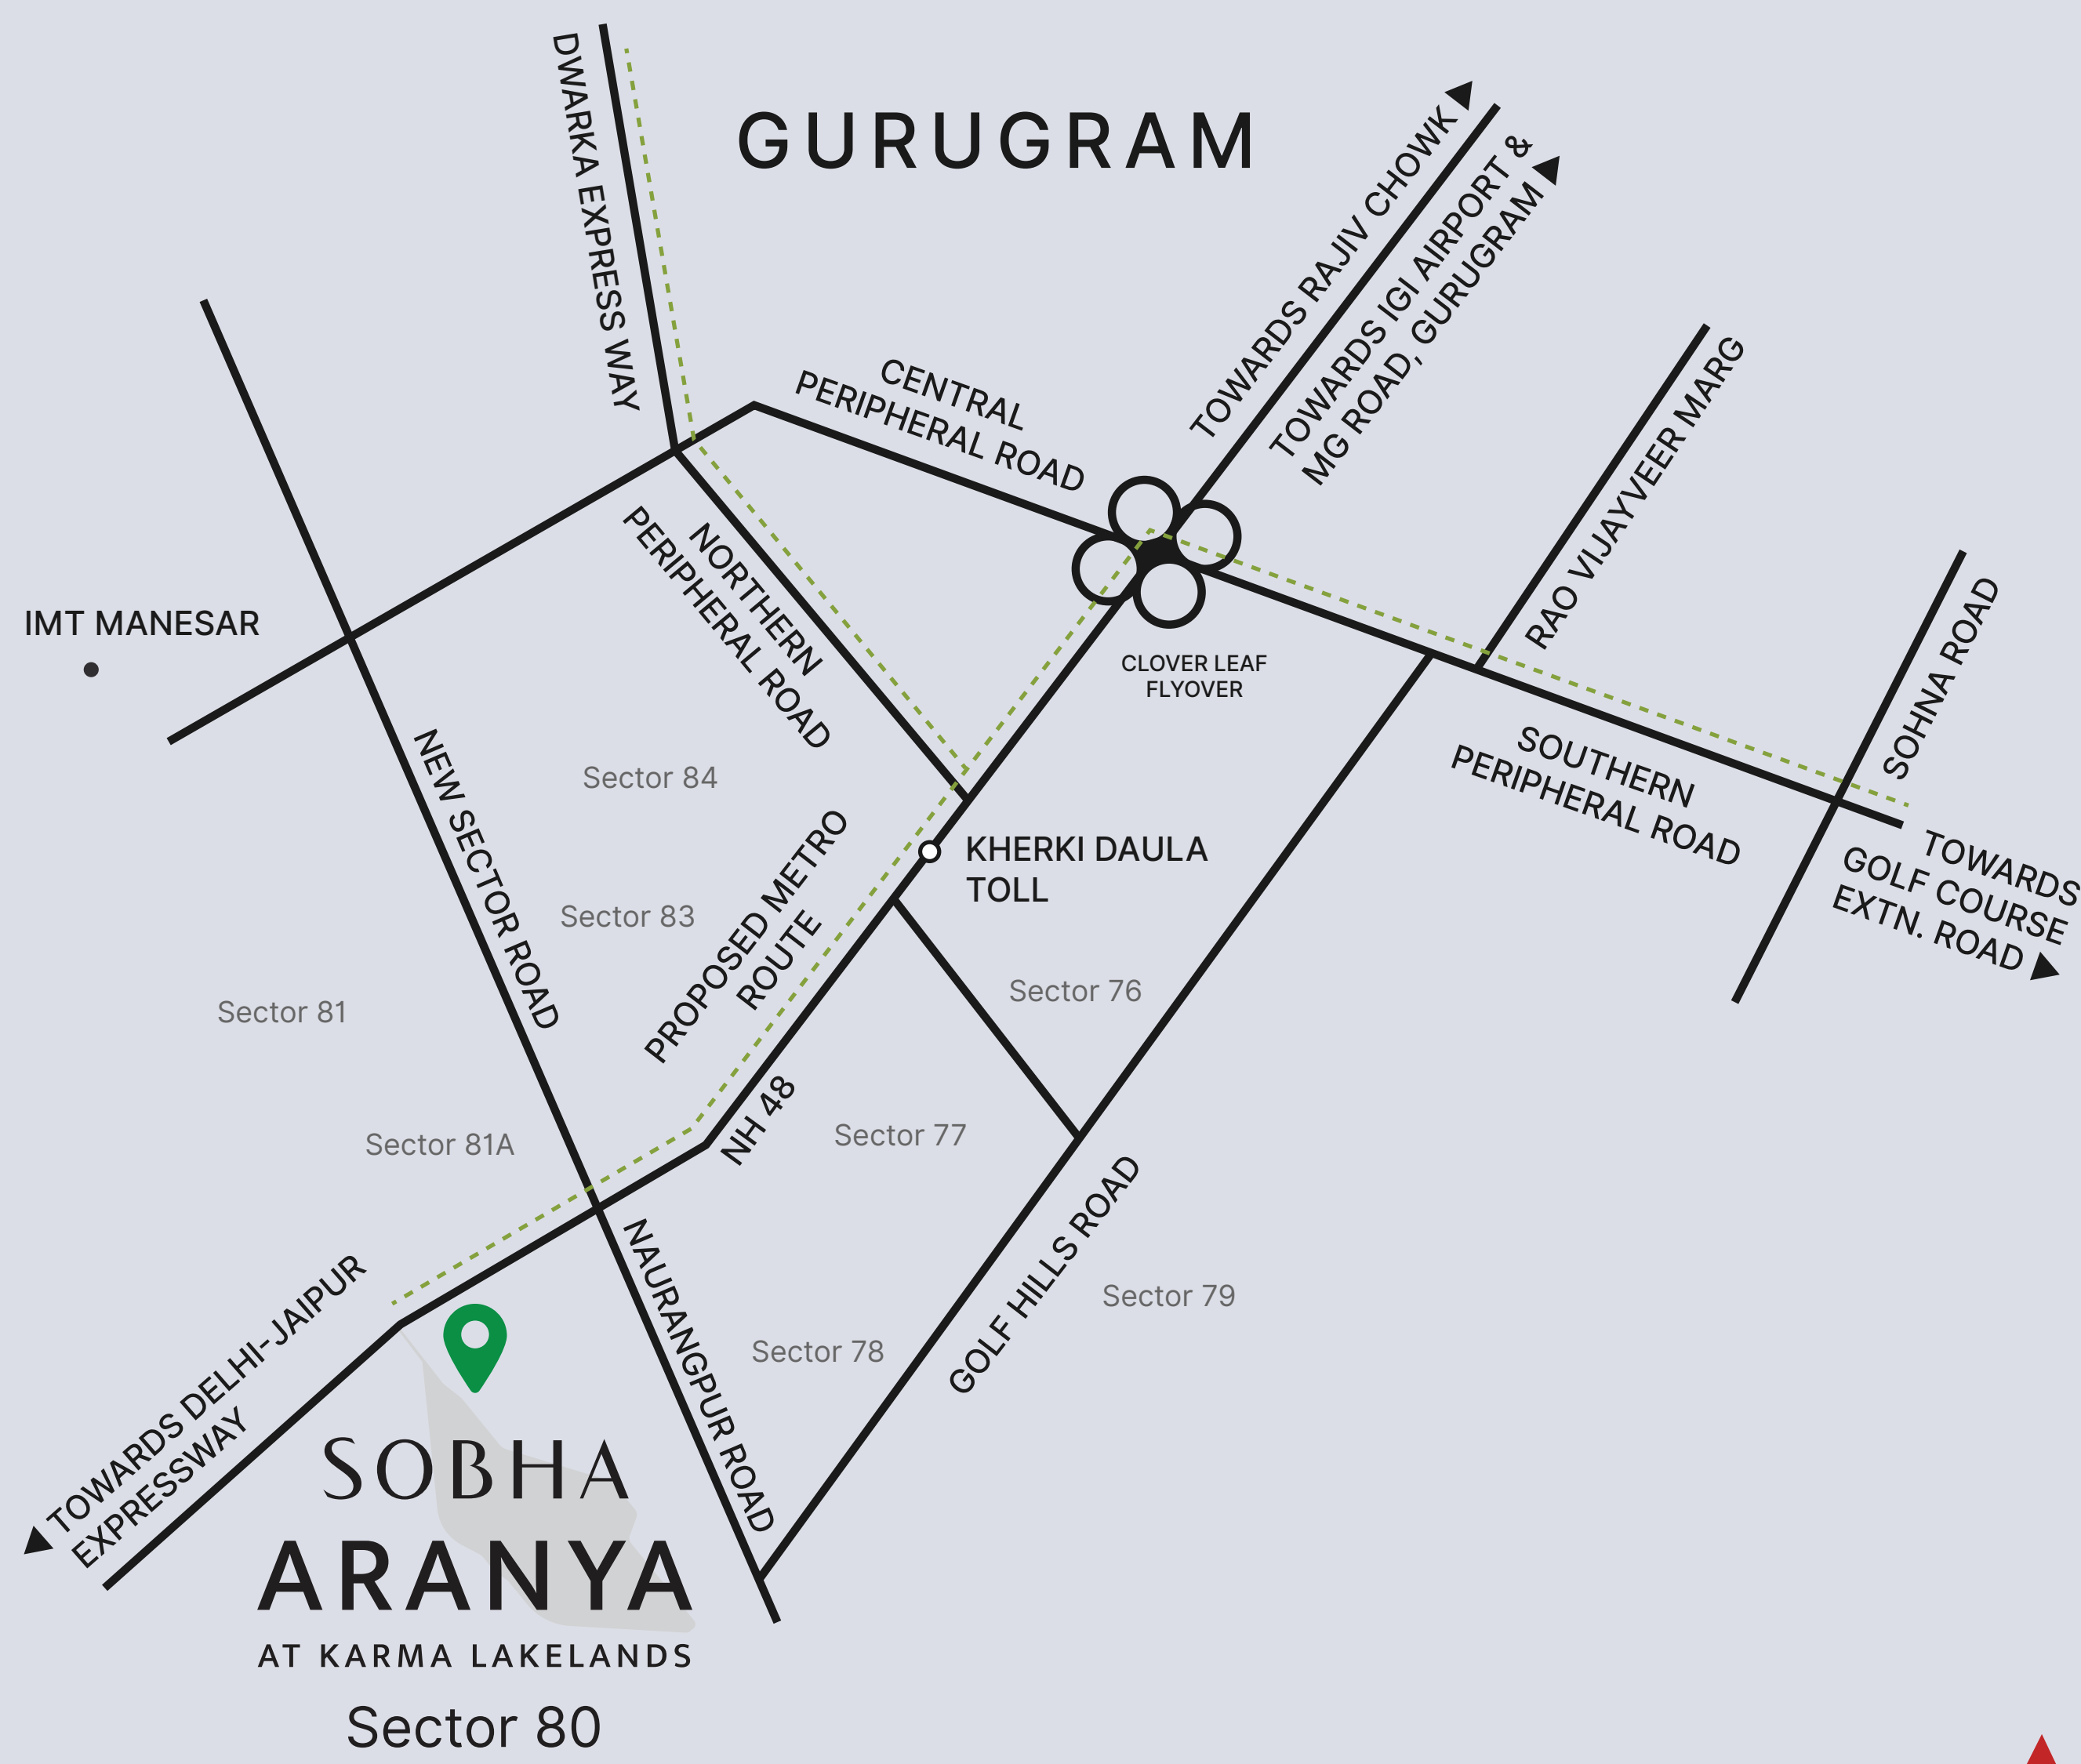 DWARKA EXPRESS WAY
GURUGRAM
TOWARDS RAJIV CHOWK
TOWARDS IGI AIRPORT &
MG ROAD, GURUGRAM
CENTRAL
PERIPHERAL ROAD
RAO VIJAYVEER MARG
NORTHERN
PERIPHERAL ROAD
IMT MANESAR
CLOVER LEAF
FLYOVER
SOHNA ROAD
SOUTHERN
PERIPHERAL ROAD
NEW SECTOR ROAD
Sector 84
KHERKI DAULA
TOLL
TOWARDS
GOLF COURSE
EXTN. ROAD
Sector 83
PROPOSED METRO
ROUTE
Sector 76
Sector 81
Sector 81A
NH 48
Sector 77
GOLF HILLS ROAD
Sector 79
NAURANGPUR ROAD
Sector 78
TOWARDS DELHI-JAIPUR
EXPRESSWAY
SOBHA
ARANYA
AT KARMA LAKELANDS
Sector 80